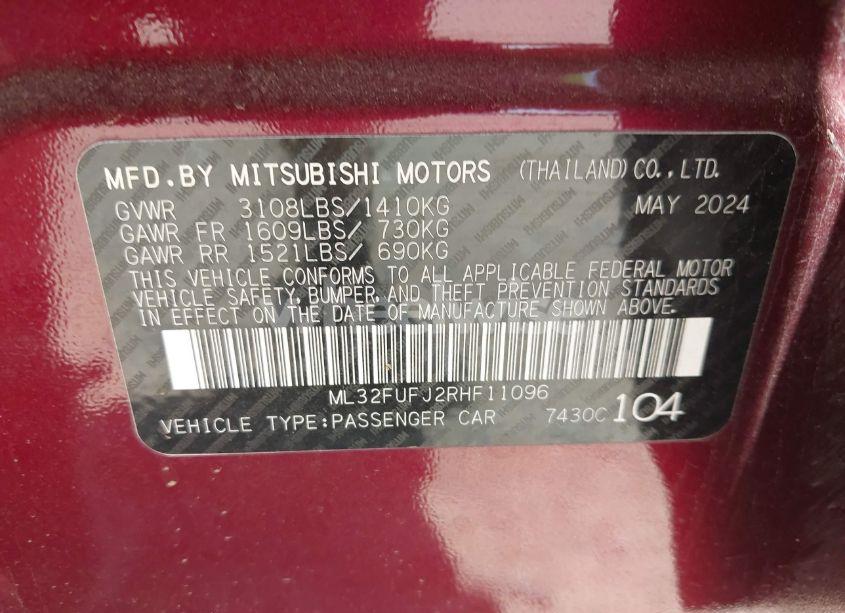 MFD.BY MITSUBISHI MOTORS (THAILAND)CO.,LTD.
GVWR 3108LBS/1410KG MAY 2024
GAWR FR 1609LBS/ 730KG
GAWR RR 1521LBS/ 690KG
THIS VEHICLE CONFORMS TO ALL APPLICABLE FEDERAL MOTOR
VEHICLE SAFETY, BUMPER, AND THEFT PREVENTION STANDARDS
IN EFFECT ON THE DATE OF MANUFACTURE SHOWN ABOVE.
ML32FUFJ2RHF11096
VEHICLE TYPE:PASSENGER CAR 7430C 104